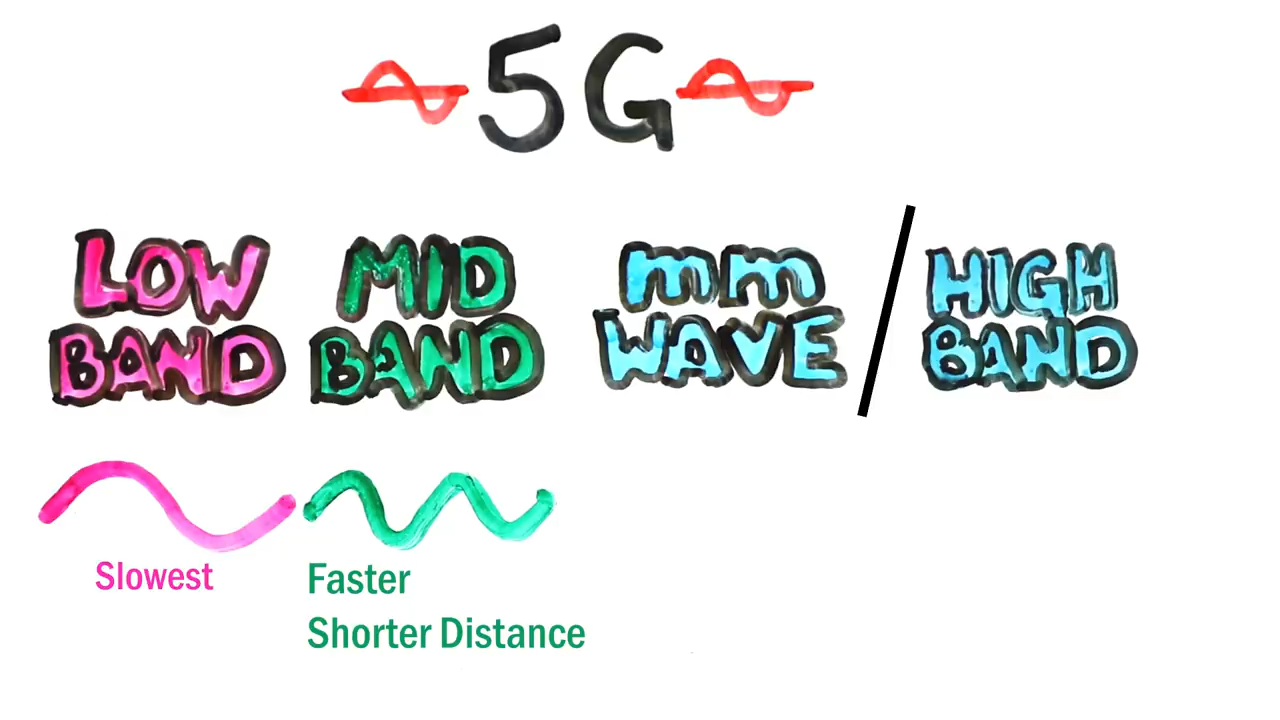 5G
LOW
BAND
MID
BAND
mm
WAVE
/
HIGH
BAND
Slowest
Faster
Shorter Distance